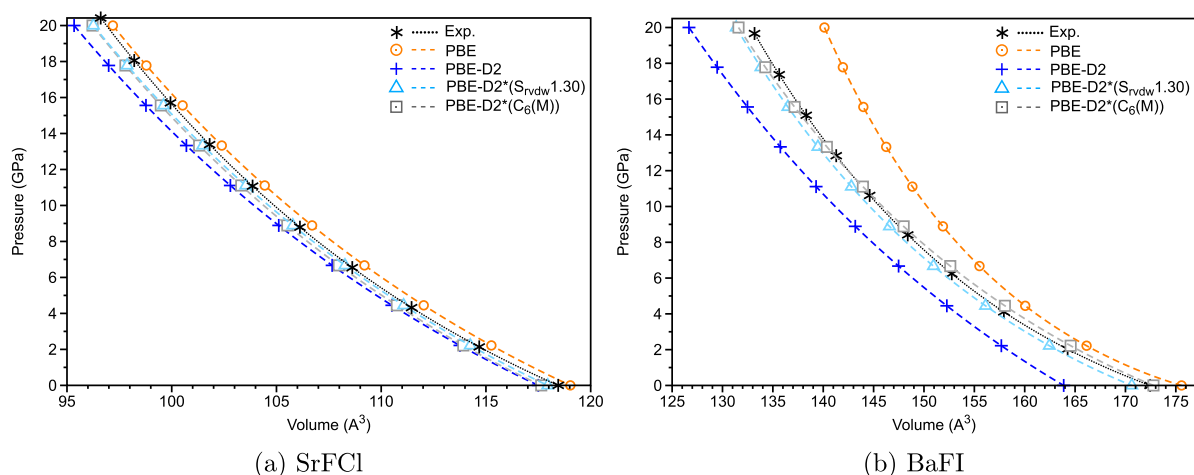 20
18
16
14
12
10
8
6
4
2
0
Pressure (GPa)
95
100
105
110
115
120
Volume (A³)
Exp.
PBE
PBE-D2
PBE-D2*(Sᵣᵥdw1.30)
PBE-D2*(C₆(M))
(a) SrFCl
20
18
16
14
12
10
8
6
4
2
0
Pressure (GPa)
125
130
135
140
145
150
155
160
165
170
175
Volume (A³)
Exp.
PBE
PBE-D2
PBE-D2*(Sᵣᵥdw1.30)
PBE-D2*(C₆(M))
(b) BaFI